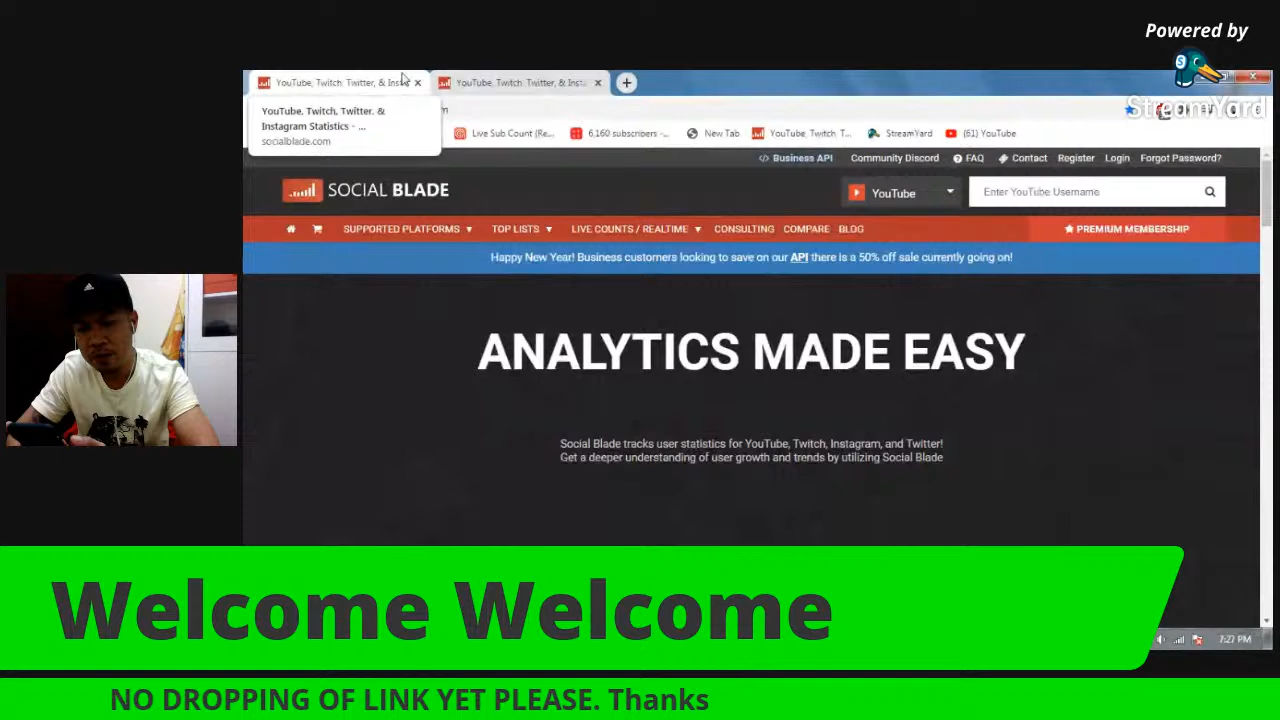 Powered by
StreamYard
YouTube, Twitch, Twitter, & Insta
YouTube, Twitch, Twitter, & Insta
YouTube, Twitch, Twitter, &
Instagram Statistics - ...
socialblade.com
Live Sub Count (Re...
6,160 subscribers -...
New Tab
YouTube, Twitch, T...
StreamYard
(61) YouTube
</> Business API
Community Discord
FAQ
Contact
Register
Login
Forgot Password?
SOCIAL BLADE
YouTube
Enter YouTube Username
SUPPORTED PLATFORMS
TOP LISTS
LIVE COUNTS / REALTIME
CONSULTING
COMPARE
BLOG
PREMIUM MEMBERSHIP
Happy New Year! Business customers looking to save on our API there is a 50% off sale currently going on!
ANALYTICS MADE EASY
Social Blade tracks user statistics for YouTube, Twitch, Instagram, and Twitter!
Get a deeper understanding of user growth and trends by utilizing Social Blade
Welcome Welcome
7:27 PM
NO DROPPING OF LINK YET PLEASE. Thanks